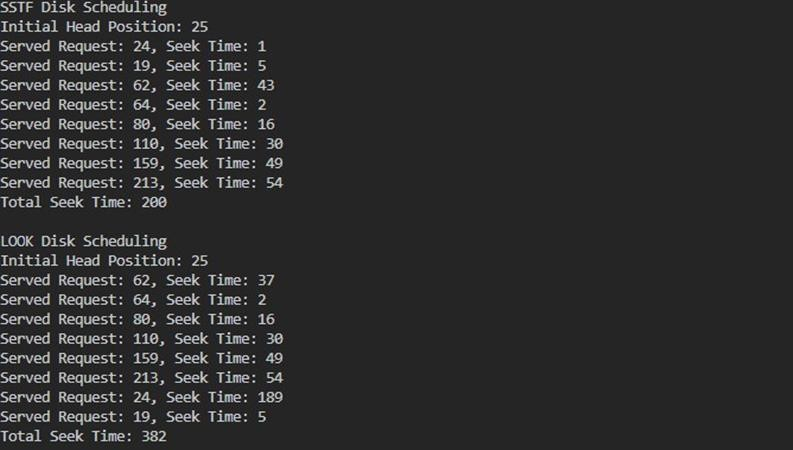 SSTF Disk Scheduling
Initial Head Position: 25
Served Request: 24, Seek Time: 1
Served Request: 19, Seek Time: 5
Served Request: 62, Seek Time: 43
Served Request: 64, Seek Time: 2
Served Request: 80, Seek Time: 16
Served Request: 110, Seek Time: 30
Served Request: 159, Seek Time: 49
Served Request: 213, Seek Time: 54
Total Seek Time: 200

LOOK Disk Scheduling
Initial Head Position: 25
Served Request: 62, Seek Time: 37
Served Request: 64, Seek Time: 2
Served Request: 80, Seek Time: 16
Served Request: 110, Seek Time: 30
Served Request: 159, Seek Time: 49
Served Request: 213, Seek Time: 54
Served Request: 24, Seek Time: 189
Served Request: 19, Seek Time: 5
Total Seek Time: 382